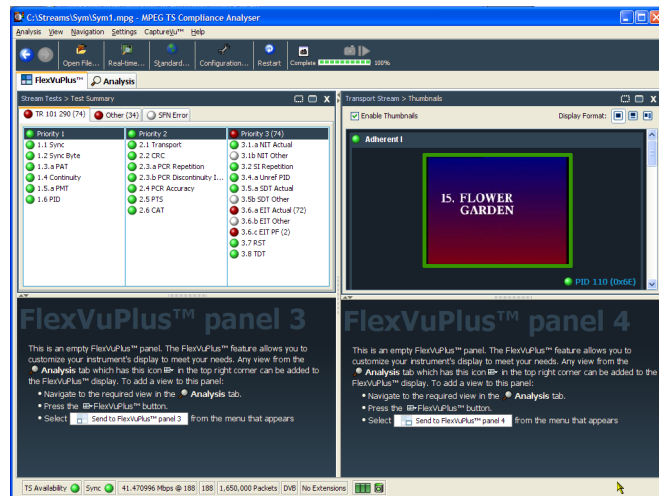 C:\Streams\Sym\Sym1.mpg - MPEG TS Compliance Analyser
Analysis View Navigation Settings CaptureVu™ Help
Open File... Real-time... Standard... Configuration... Restart Complete 100%
FlexVuPlus™ Analysis
Stream Tests > Test Summary
TR 101 290 (74) Other (34) SFN Error
Priority 1 Priority 2 Priority 3 (74)
1.1 Sync 2.1 Transport 3.1.a NIT Actual
1.2 Sync Byte 2.2 CRC 3.1b NIT Other
1.3.a PAT 2.3.a PCR Repetition 3.2 SI Repetition
1.4 Continuity 2.3.b PCR Discontinuity I... 3.4.a Unref PID
1.5.a PMT 2.4 PCR Accuracy 3.5.a SDT Actual
1.6 PID 2.5 PTS 3.5b SDT Other
2.6 CAT 3.6.a EIT Actual (72)
3.6.b EIT Other
3.6.c EIT PF (2)
3.7 RST
3.8 TDT
Transport Stream > Thumbnails
Enable Thumbnails Display Format:
Adherent I
15. FLOWER
GARDEN
PID 110 (0x6E)
FlexVuPlus™ panel 3
This is an empty FlexVuPlus™ panel. The FlexVuPlus™ feature allows you to
customize your instrument's display to meet your needs. Any view from the
Analysis tab which has this icon in the top right corner can be added to
the FlexVuPlus™ display. To add a view to this panel:
• Navigate to the required view in the Analysis tab.
• Press the FlexVuPlus™ button.
• Select Send to FlexVuPlus™ panel 3 from the menu that appears
FlexVuPlus™ panel 4
This is an empty FlexVuPlus™ panel. The FlexVuPlus™ feature allows you to
customize your instrument's display to meet your needs. Any view from the
Analysis tab which has this icon in the top right corner can be added to the
FlexVuPlus™ display. To add a view to this panel:
• Navigate to the required view in the Analysis tab.
• Press the FlexVuPlus™ button.
• Select Send to FlexVuPlus™ panel 4 from the menu that appears
TS Availability Sync 41.470996 Mbps @ 188 188 1,650,000 Packets DVB No Extensions